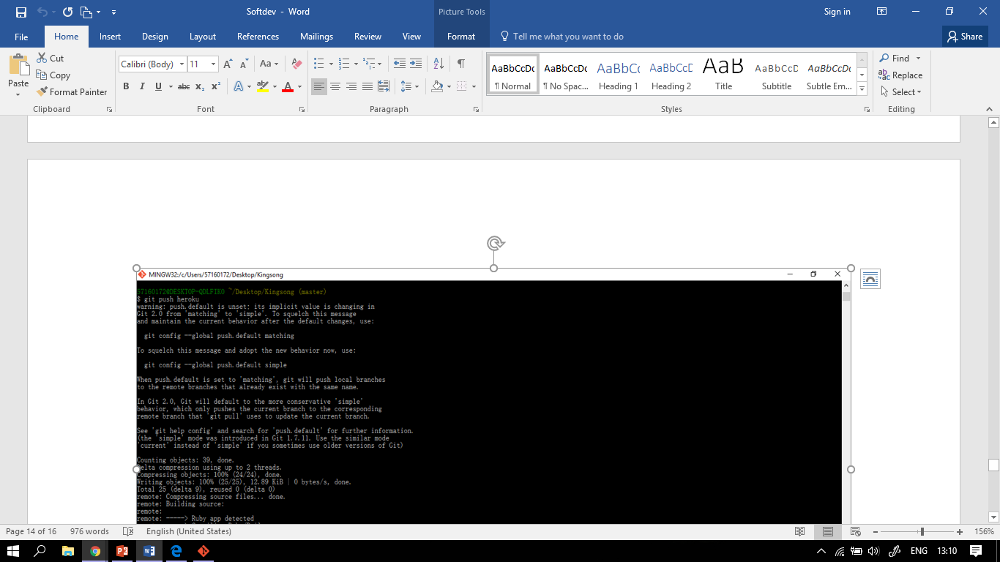 Softdev - Word
Picture Tools
Sign in
File
Home
Insert
Design
Layout
References
Mailings
Review
View
Format
Tell me what you want to do
Share
Paste
Cut
Copy
Format Painter
Clipboard
Calibri (Body)
11
Font
Paragraph
AaBbCcDc
¶ Normal
AaBbCcDc
¶ No Spac...
AaBbCc
Heading 1
AaBbCcD
Heading 2
AaB
Title
AaBbCcD
Subtitle
AaBbCcDc
Subtle Em...
Styles
Find
Replace
Select
Editing
MINGW32:/c/Users/57160172/Desktop/Kingsong
57160172@DESKTOP-QDLFIKO ~/Desktop/Kingsong (master)
$ git push heroku
warning: push.default is unset; its implicit value is changing in
Git 2.0 from 'matching' to 'simple'. To squelch this message
and maintain the current behavior after the default changes, use:
git config --global push.default matching
To squelch this message and adopt the new behavior now, use:
git config --global push.default simple
When push.default is set to 'matching', git will push local branches
to the remote branches that already exist with the same name.
In Git 2.0, Git will default to the more conservative 'simple'
behavior, which only pushes the current branch to the corresponding
remote branch that 'git pull' uses to update the current branch.
See 'git help config' and search for 'push.default' for further information.
(the 'simple' mode was introduced in Git 1.7.11. Use the similar mode
'current' instead of 'simple' if you sometimes use older versions of Git)
Counting objects: 39, done.
Delta compression using up to 2 threads.
Compressing objects: 100% (24/24), done.
Writing objects: 100% (25/25), 12.89 KiB | 0 bytes/s, done.
Total 25 (delta 9), reused 0 (delta 0)
remote: Compressing source files... done.
remote: Building source:
remote:
remote: -----> Ruby app detected
Page 14 of 16
976 words
English (United States)
156%
ENG
13:10